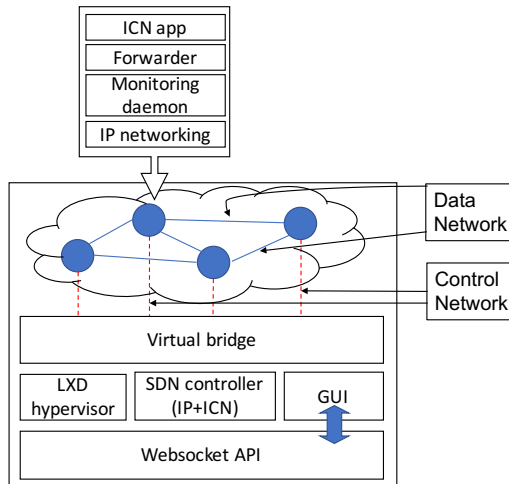 ICN app
Forwarder
Monitoring
daemon
IP networking
Data
Network
Control
Network
Virtual bridge
LXD
hypervisor
SDN controller
(IP+ICN)
GUI
Websocket API